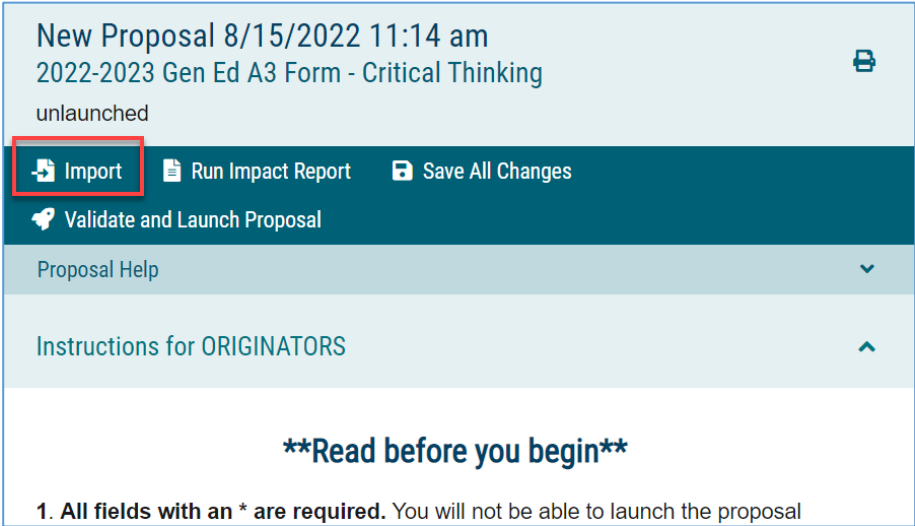 New Proposal 8/15/2022 11:14 am
2022-2023 Gen Ed A3 Form - Critical Thinking
unlaunched
Import Run Impact Report Save All Changes
Validate and Launch Proposal
Proposal Help
Instructions for ORIGINATORS
**Read before you begin**
1. All fields with an * are required. You will not be able to launch the proposal